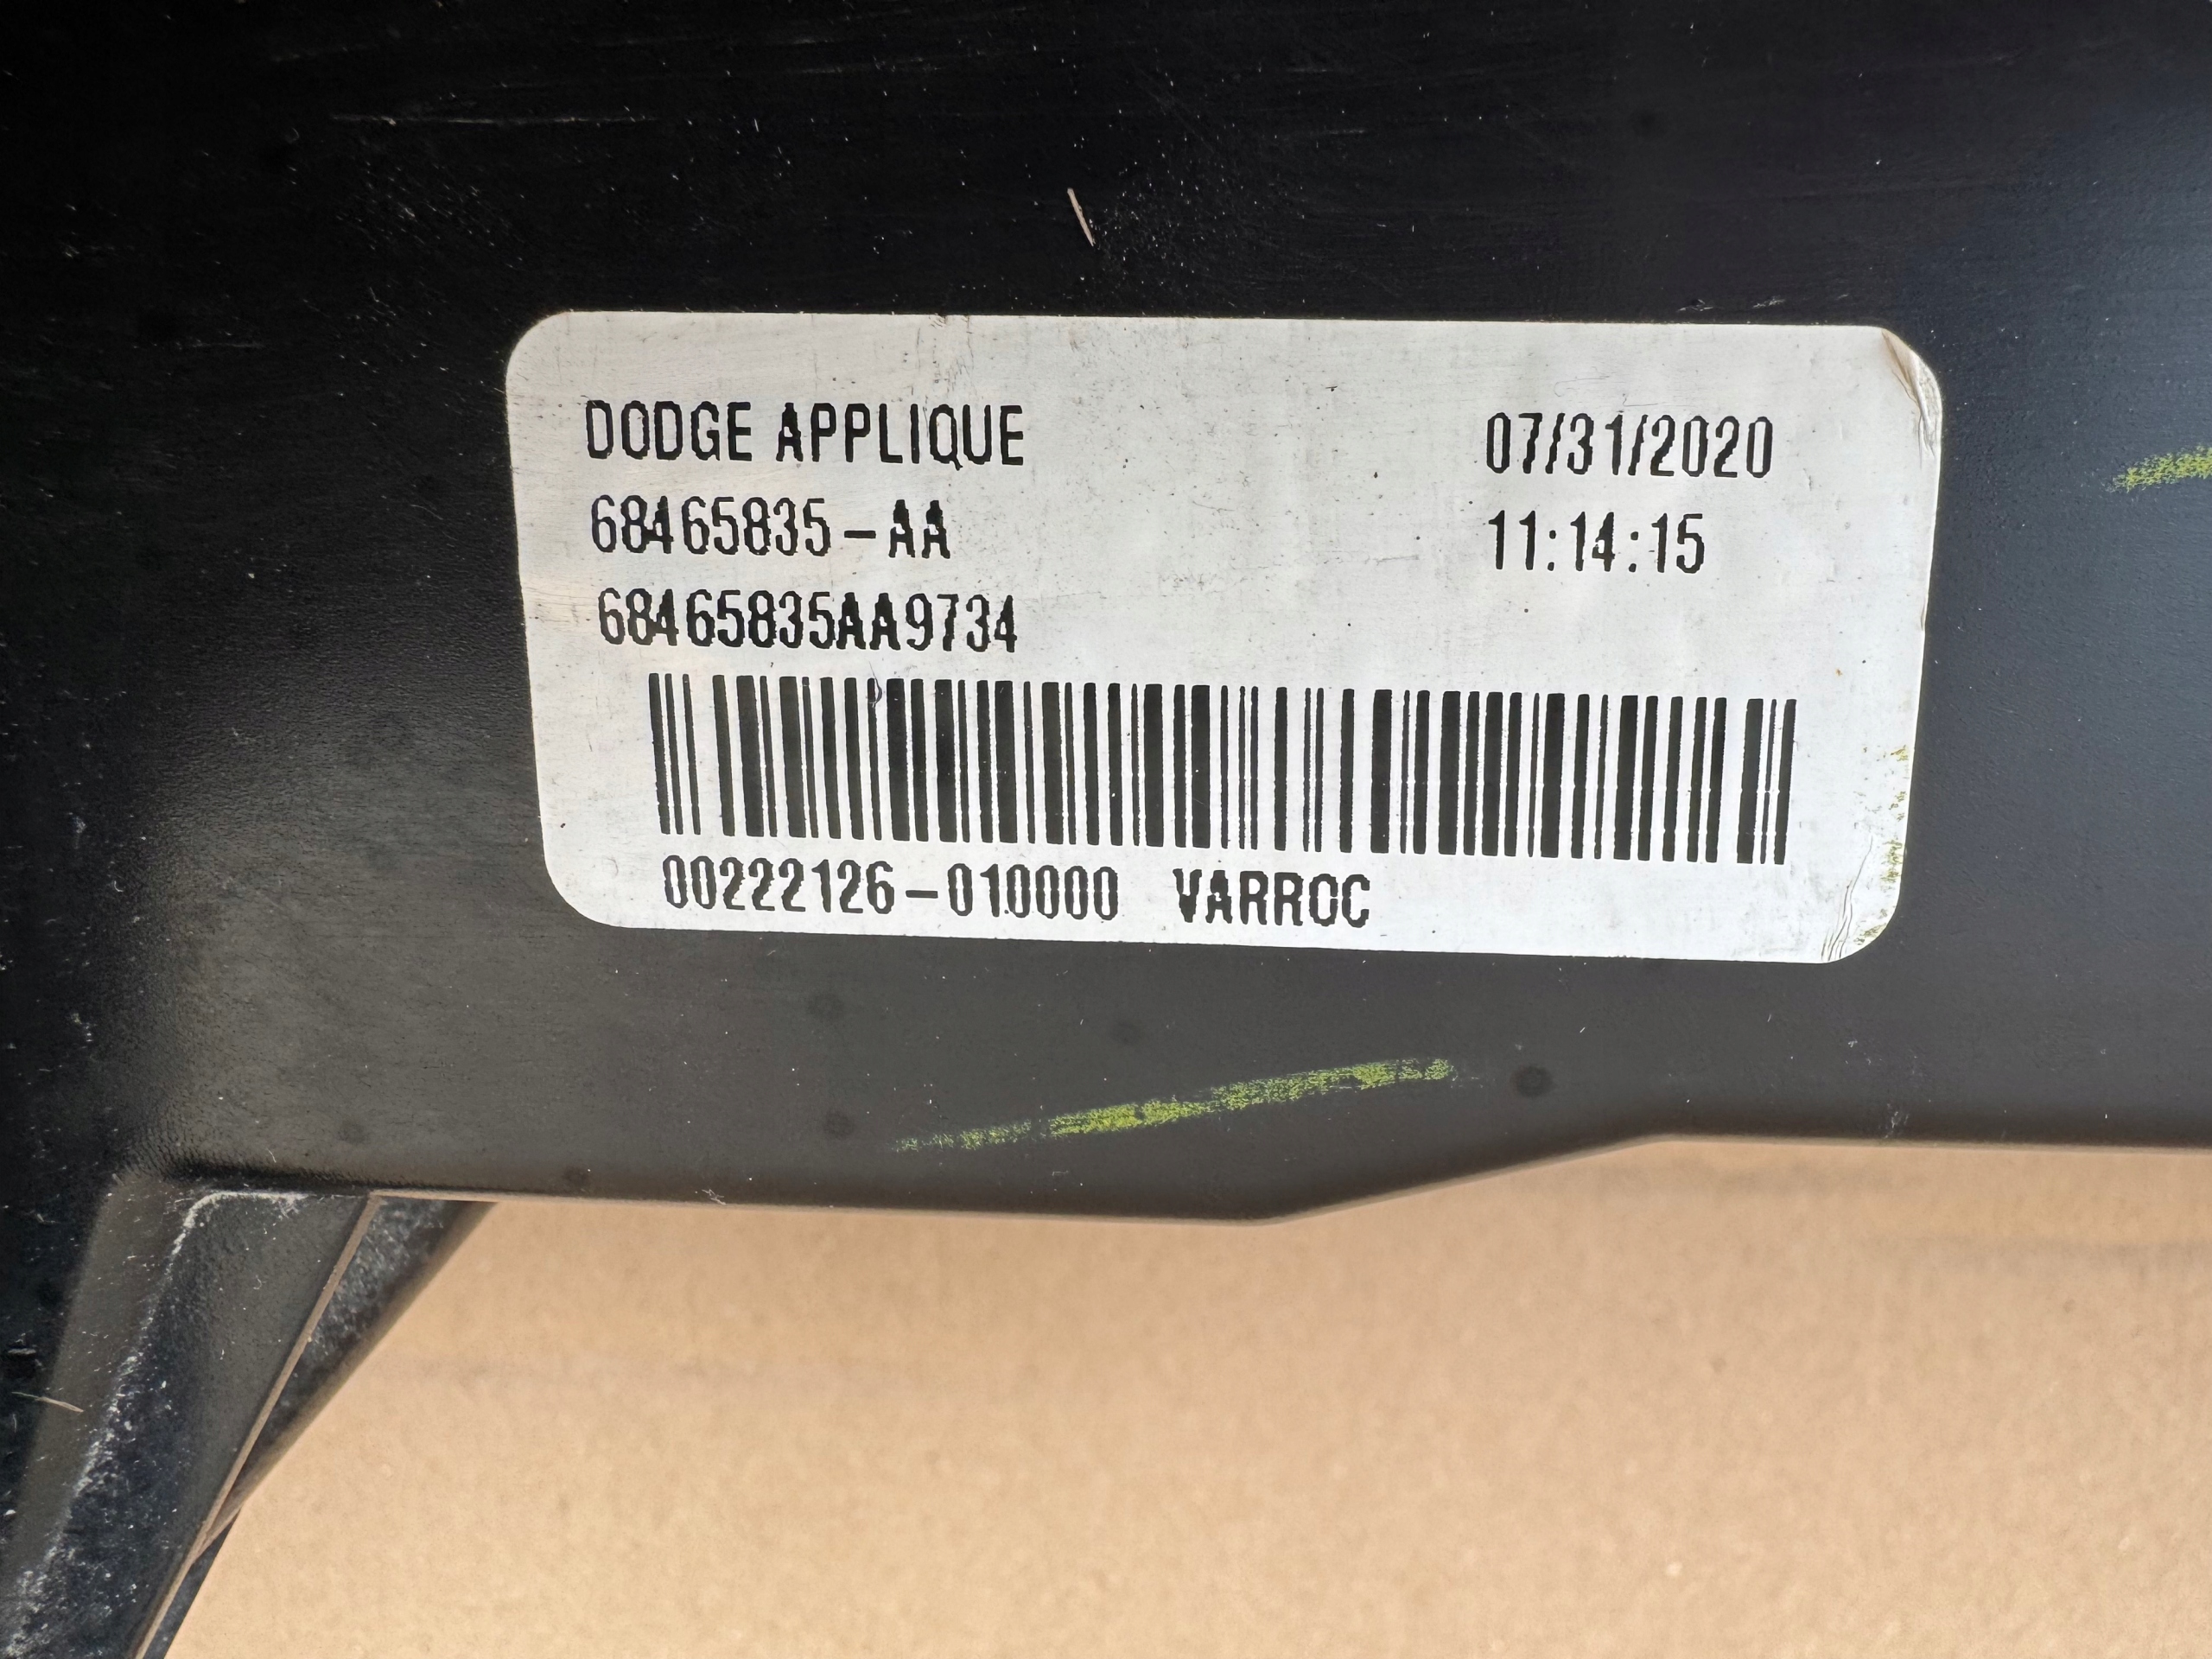 DODGE APPLIQUE 07/31/2020
68465835-AA 11:14:15
68465835AA9734
00222126-010000 VARROC